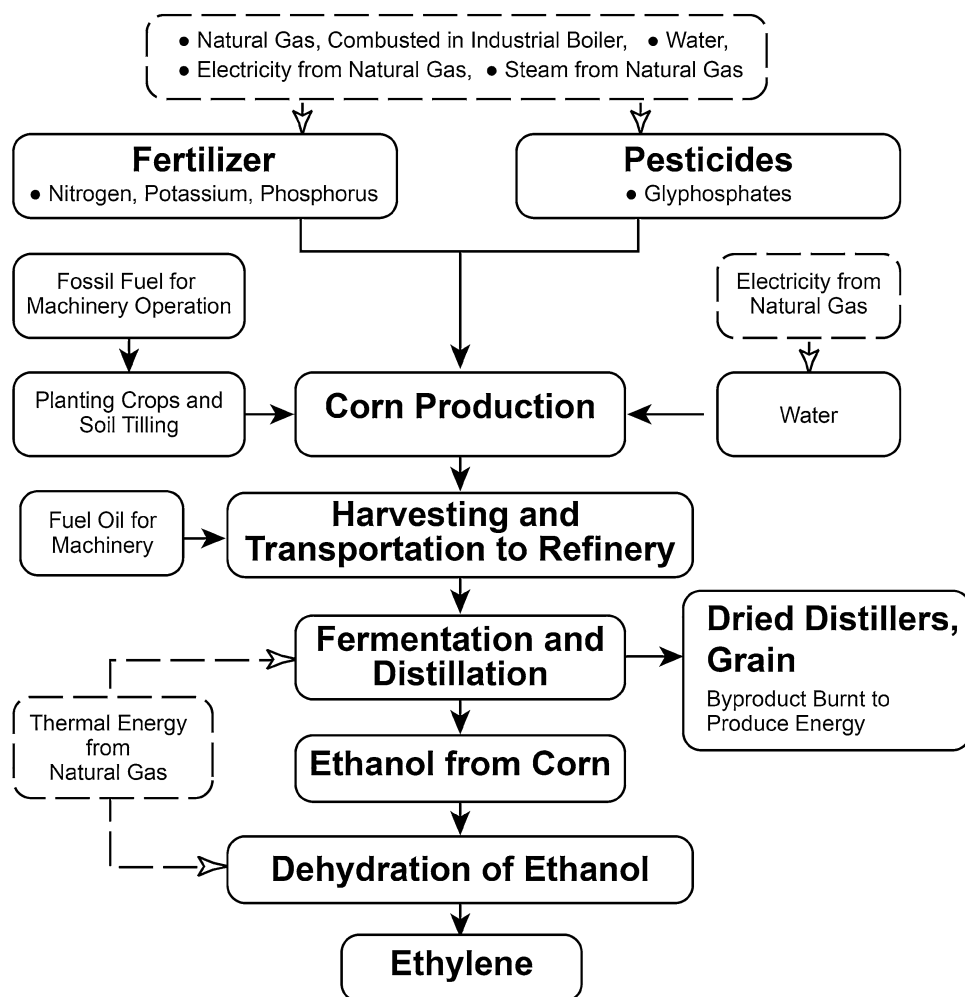 ● Natural Gas, Combusted in Industrial Boiler, ● Water,
● Electricity from Natural Gas, ● Steam from Natural Gas
Fertilizer
● Nitrogen, Potassium, Phosphorus
Pesticides
● Glyphosphates
Fossil Fuel for
Machinery Operation
Electricity from
Natural Gas
Planting Crops and
Soil Tilling
Corn Production
Water
Fuel Oil for
Machinery
Harvesting and
Transportation to Refinery
Fermentation and
Distillation
Dried Distillers,
Grain
Byproduct Burnt to
Produce Energy
Thermal Energy
from
Natural Gas
Ethanol from Corn
Dehydration of Ethanol
Ethylene